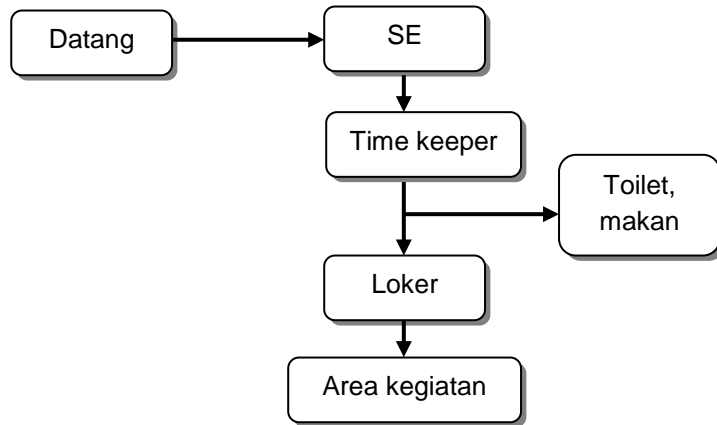 Datang
SE
Time keeper
Toilet,
makan
Loker
Area kegiatan